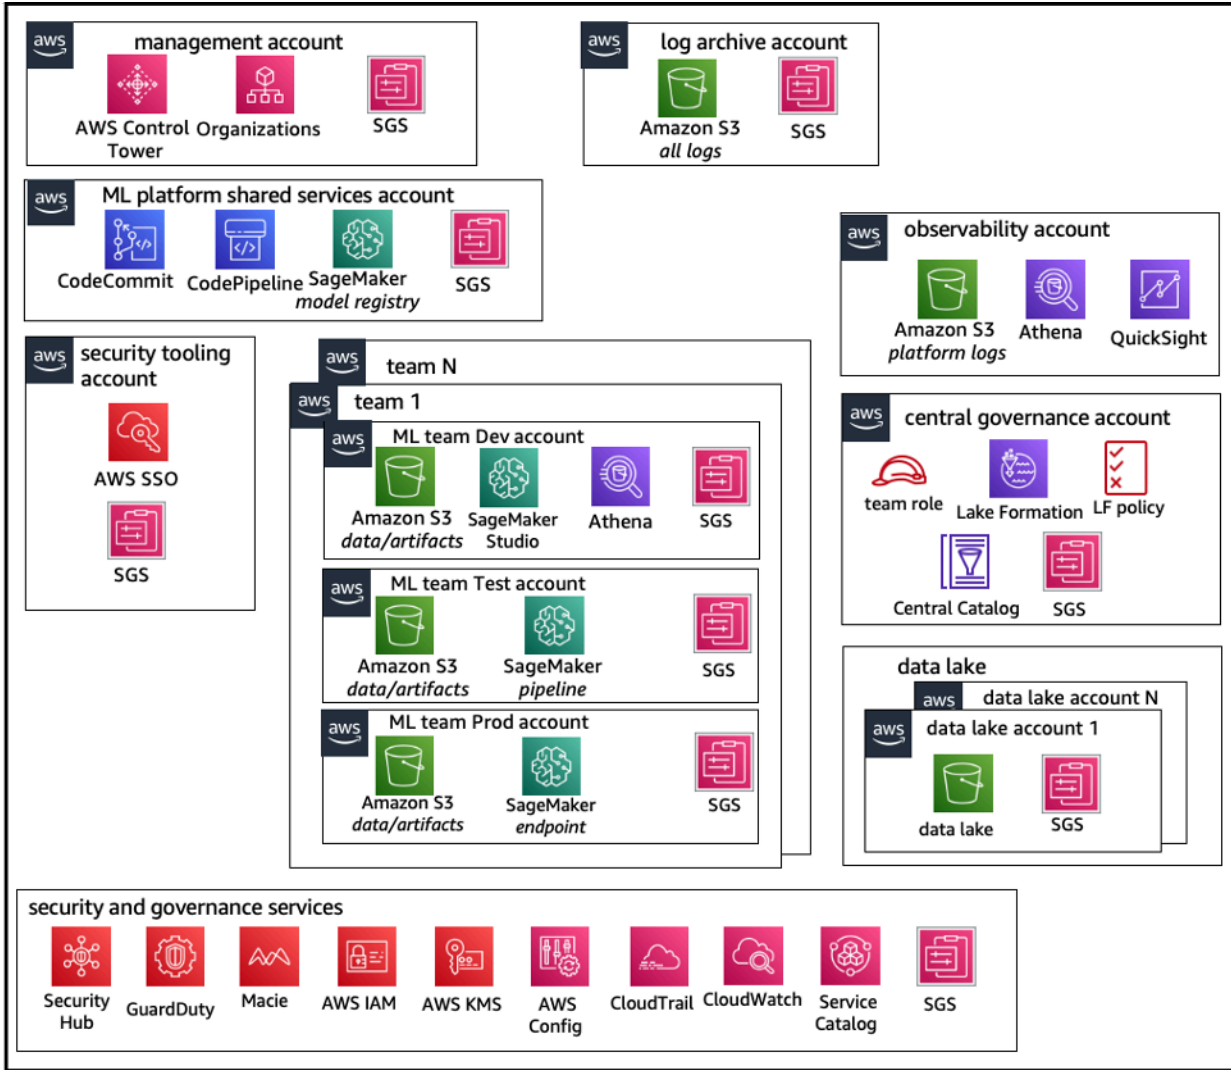 aws
management account
AWS Control
Tower
Organizations
SGS
aws
log archive account
Amazon S3
all logs
SGS
aws
ML platform shared services account
CodeCommit
CodePipeline
SageMaker
model registry
SGS
aws
observability account
Amazon S3
platform logs
Athena
QuickSight
aws
security tooling
account
AWS SSO
SGS
aws
team N
aws
team 1
aws
ML team Dev account
Amazon S3
data/artifacts
SageMaker
Studio
Athena
SGS
aws
ML team Test account
Amazon S3
data/artifacts
SageMaker
pipeline
SGS
aws
ML team Prod account
Amazon S3
data/artifacts
SageMaker
endpoint
SGS
aws
central governance account
team role
Lake Formation
LF policy
Central Catalog
SGS
data lake
aws
data lake account N
aws
data lake account 1
data lake
SGS
security and governance services
Security
Hub
GuardDuty
Macie
AWS IAM
AWS KMS
AWS
Config
CloudTrail
CloudWatch
Service
Catalog
SGS